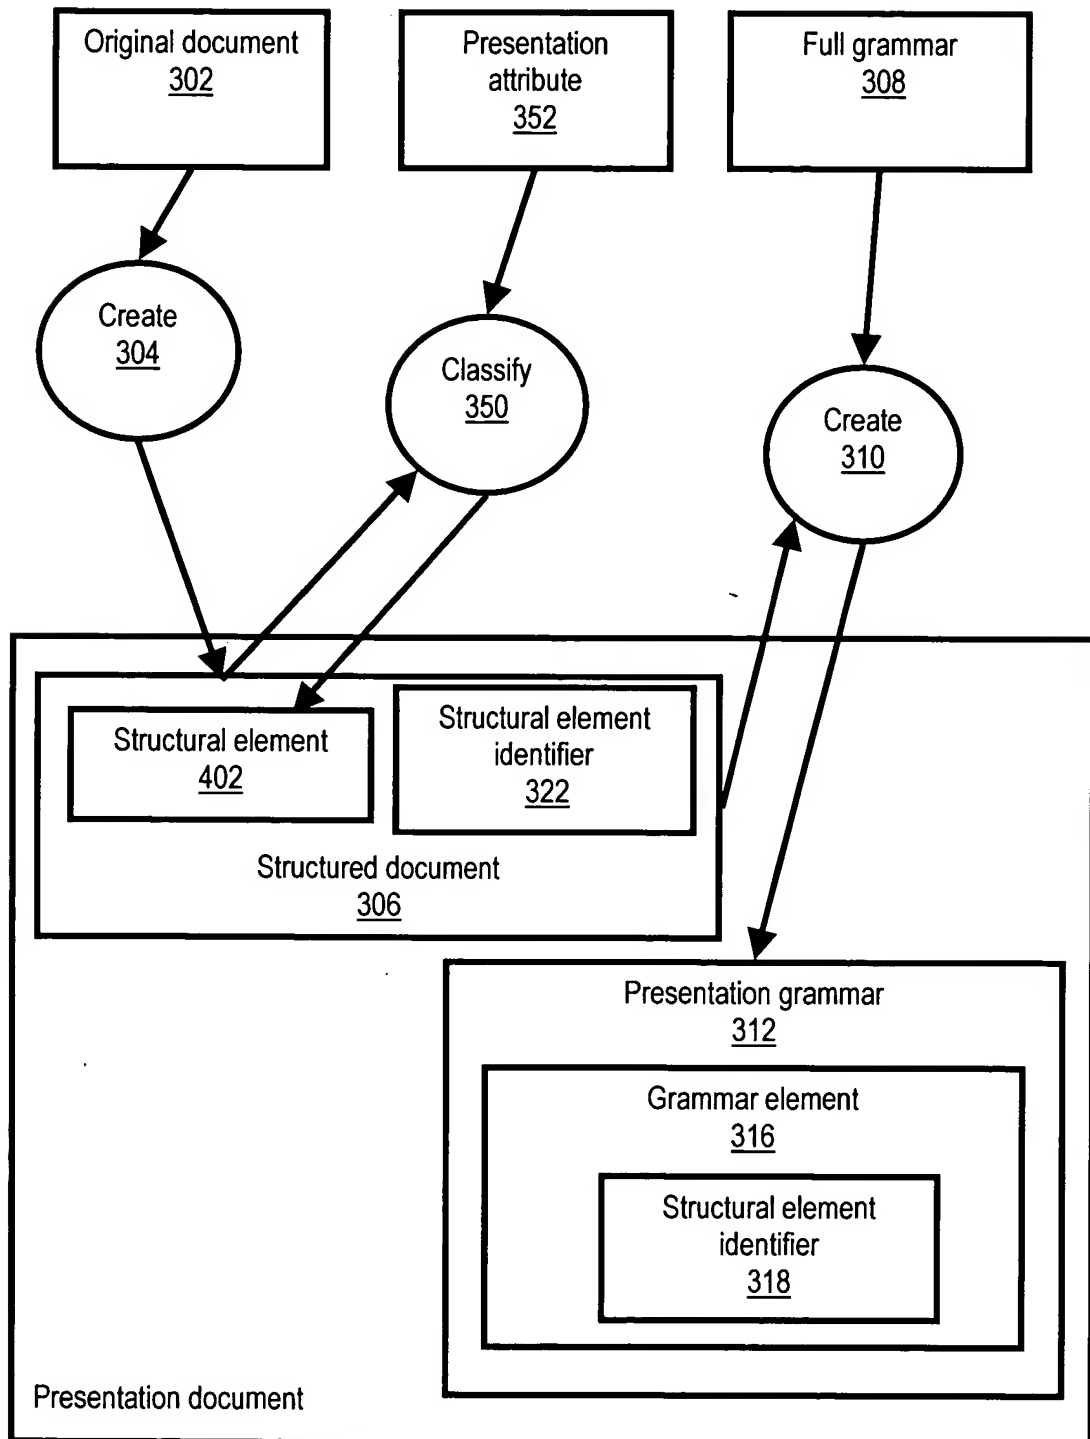 Original document
302
Presentation
attribute
352
Full grammar
308
Create
304
Classify
350
Create
310
Structural element
402
Structural element
identifier
322
Structured document
306
Presentation grammar
312
Grammar element
316
Structural element
identifier
318
Presentation document